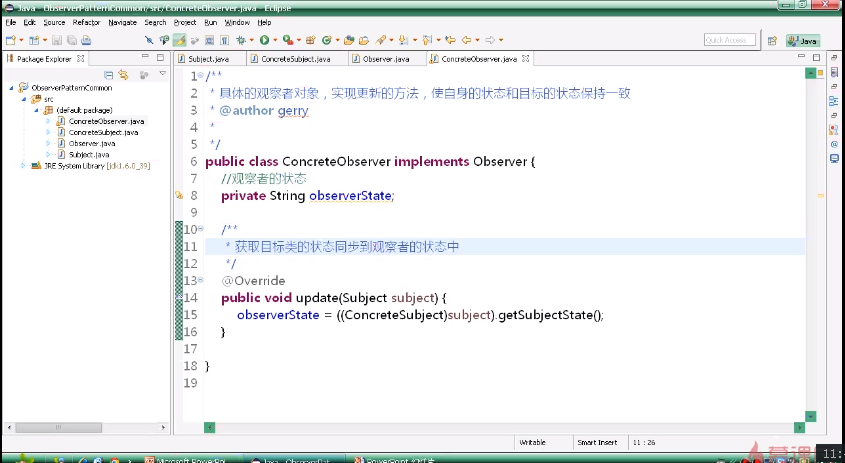 Java - ObserverPatternCommon/src/ConcreteObserver.java - Eclipse
File Edit Source Refactor Navigate Search Project Run Window Help
Quick Access Java
Package Explorer
ObserverPatternCommon
src
(default package)
ConcreteObserver.java
ConcreteSubject.java
Observer.java
Subject.java
JRE System Library [jdk1.6.0_39]
Subject.java ConcreteSubject.java Observer.java ConcreteObserver.java
1 /**
2 * 具体的观察者对象，实现更新的方法，使自身的状态和目标的状态保持一致
3 * @author gerry
4 *
5 */
6 public class ConcreteObserver implements Observer {
7 //观察者的状态
8 private String observerState;
9
10 /**
11 * 获取目标类的状态同步到观察者的状态中
12 */
13 @Override
14 public void update(Subject subject) {
15 observerState = ((ConcreteSubject)subject).getSubjectState();
16 }
17
18 }
19
Writable Smart Insert 11 : 26
Microsoft PowerPoi... Java - ObserverPat... PowerPoint 幻灯片
慕课
11: